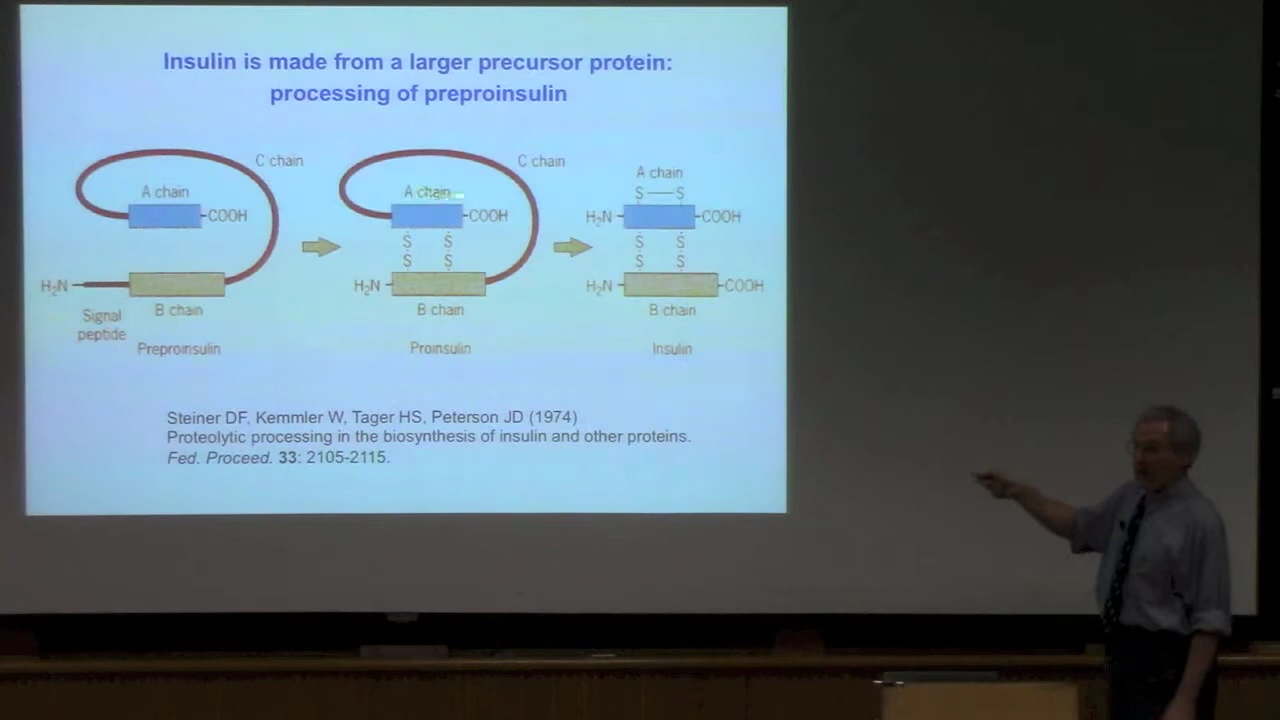 Insulin is made from a larger precursor protein:
processing of preproinsulin
C chain
A chain
COOH
H₂N
B chain
Signal
peptide
Preproinsulin
C chain
A chain
COOH
S S
S S
H₂N
B chain
Proinsulin
A chain
S S
H₂N COOH
S S
S S
H₂N COOH
B chain
Insulin
Steiner DF, Kemmler W, Tager HS, Peterson JD (1974)
Proteolytic processing in the biosynthesis of insulin and other proteins.
Fed. Proceed. 33: 2105-2115.